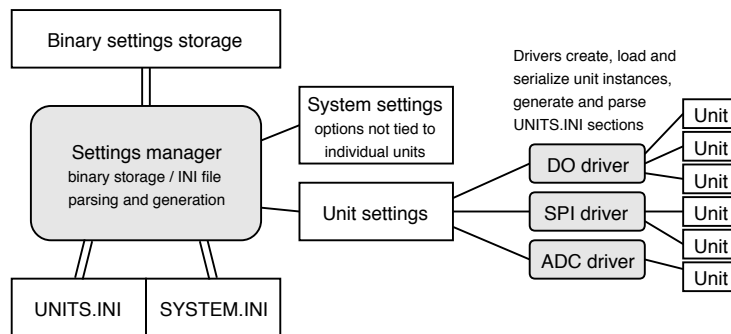 Binary settings storage
Settings manager
binary storage / INI file
parsing and generation
UNITS.INI
SYSTEM.INI
System settings
options not tied to
individual units
Unit settings
Drivers create, load and
serialize unit instances,
generate and parse
UNITS.INI sections
DO driver
SPI driver
ADC driver
Unit
Unit
Unit
Unit
Unit
Unit